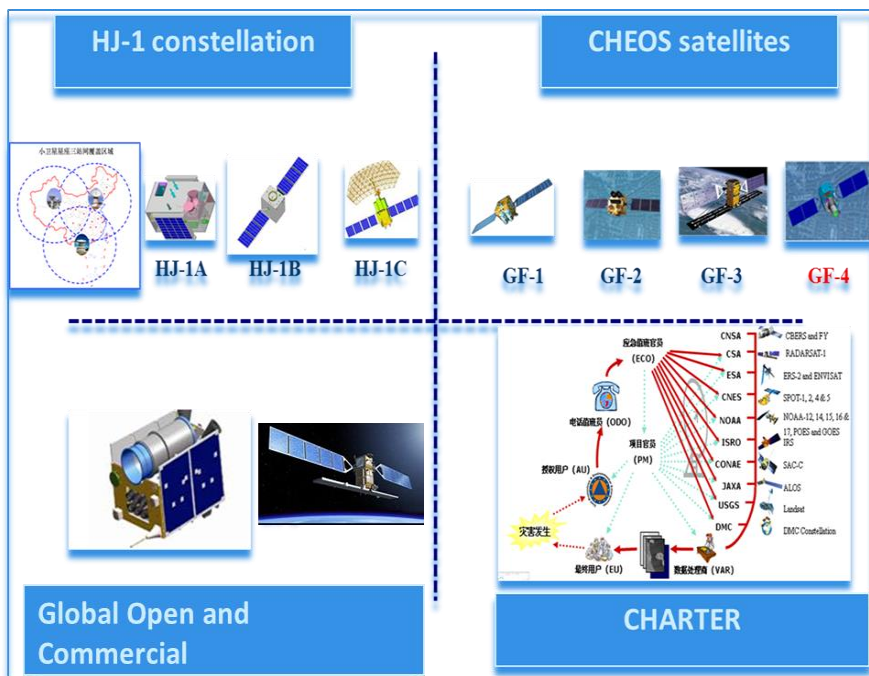 HJ-1 constellation
CHEOS satellites
小卫星星座三站网覆盖区域
HJ-1A
HJ-1B
HJ-1C
GF-1
GF-2
GF-3
GF-4
应急值班官员
(ECO)
电话值班员(ODO)
项目官员
(PM)
授权用户(AU)
灾害发生
最终用户(EU)
数据处理商(VAR)
CNSA
CSA
ESA
CNES
NOAA
ISRO
CONAE
JAXA
USGS
DMC
CBERS and FY
RADARSAT-1
ERS-2 and ENVISAT
SPOT-1, 2, 4 & 5
NOAA-12, 14, 15, 16 &
17, POES and GOES
IRS
SAC-C
ALOS
Landsat
DMC Constellation
Global Open and
Commercial
CHARTER